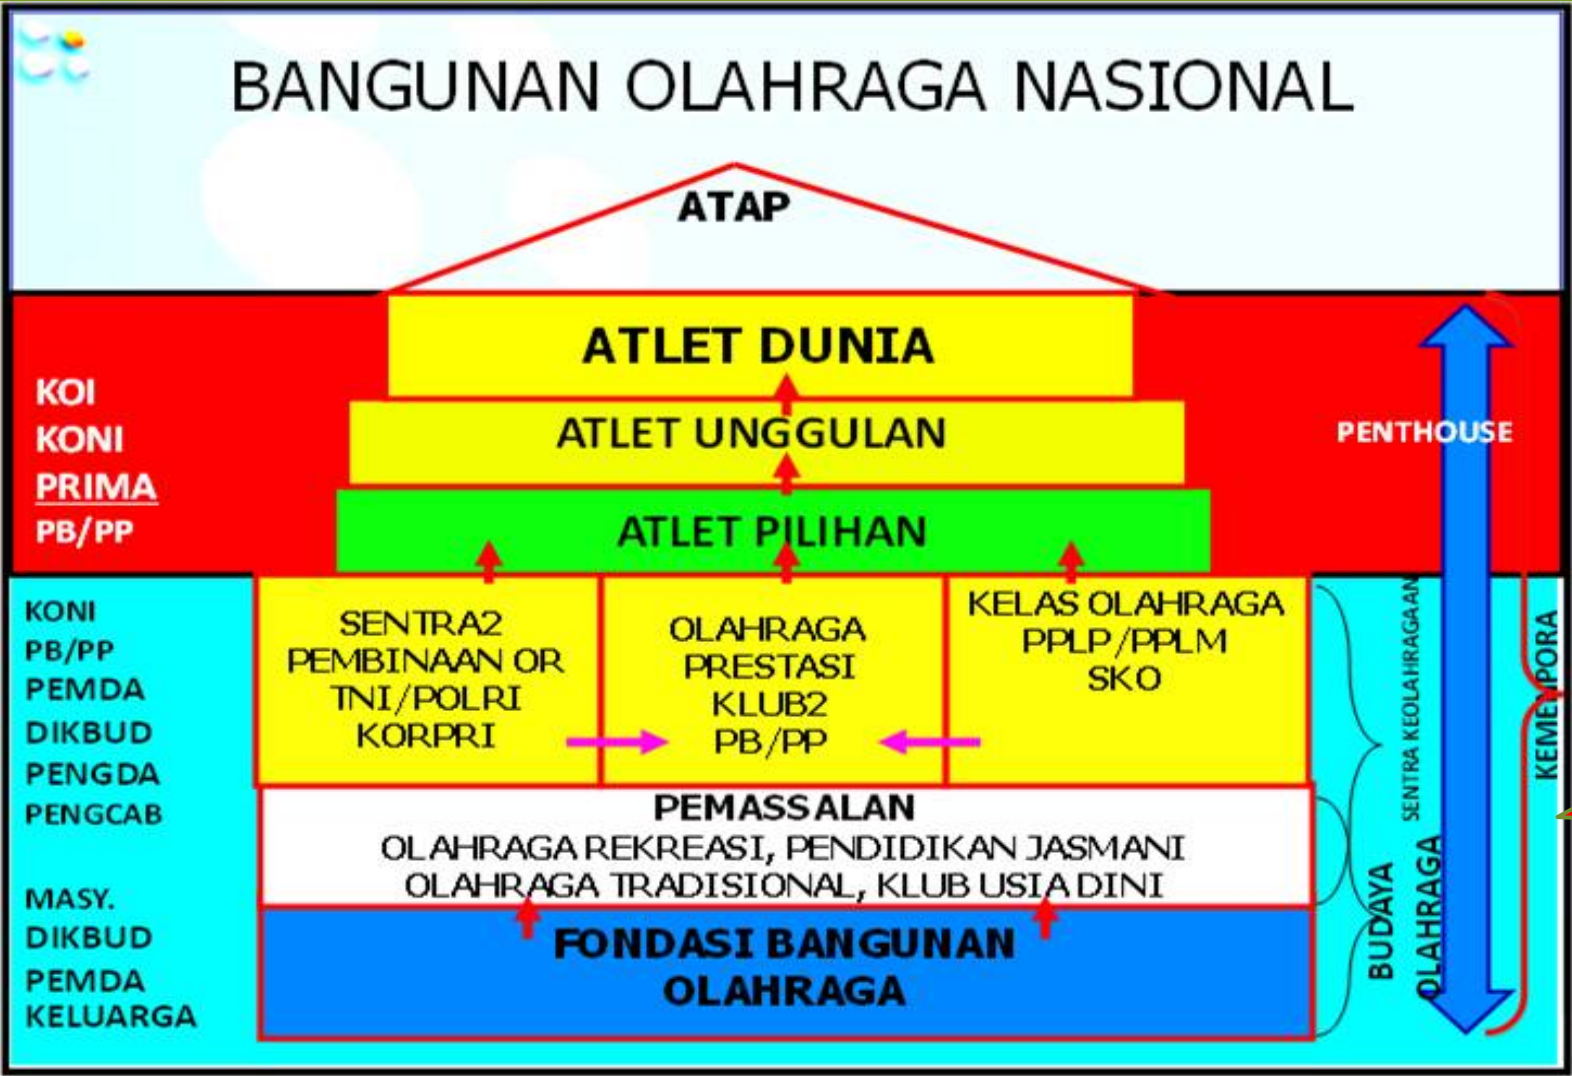 BANGUNAN OLAHRAGA NASIONAL
ATAP
ATLET DUNIA
ATLET UNGGULAN
ATLET PILIHAN
KOI
KONI
PRIMA
PB/PP
PENTHOUSE
KONI
PB/PP
PEMDA
DIKBUD
PENGDA
PENGCAB
MASY.
DIKBUD
PEMDA
KELUARGA
SENTRA2
PEMBINAAN OR
TNI/POLRI
KORPRI
OLAHRAGA
PRESTASI
KLUB2
PB/PP
KELAS OLAHRAGA
PPLP/PPLM
SKO
PEMASSALAN
OLAHRAGA REKREASI, PENDIDIKAN JASMANI
OLAHRAGA TRADISIONAL, KLUB USIA DINI
FONDASI BANGUNAN
OLAHRAGA
SENTRA KEOLAHRAGAAN
BUDAYA
OLAHRAGA
KEMENPORA